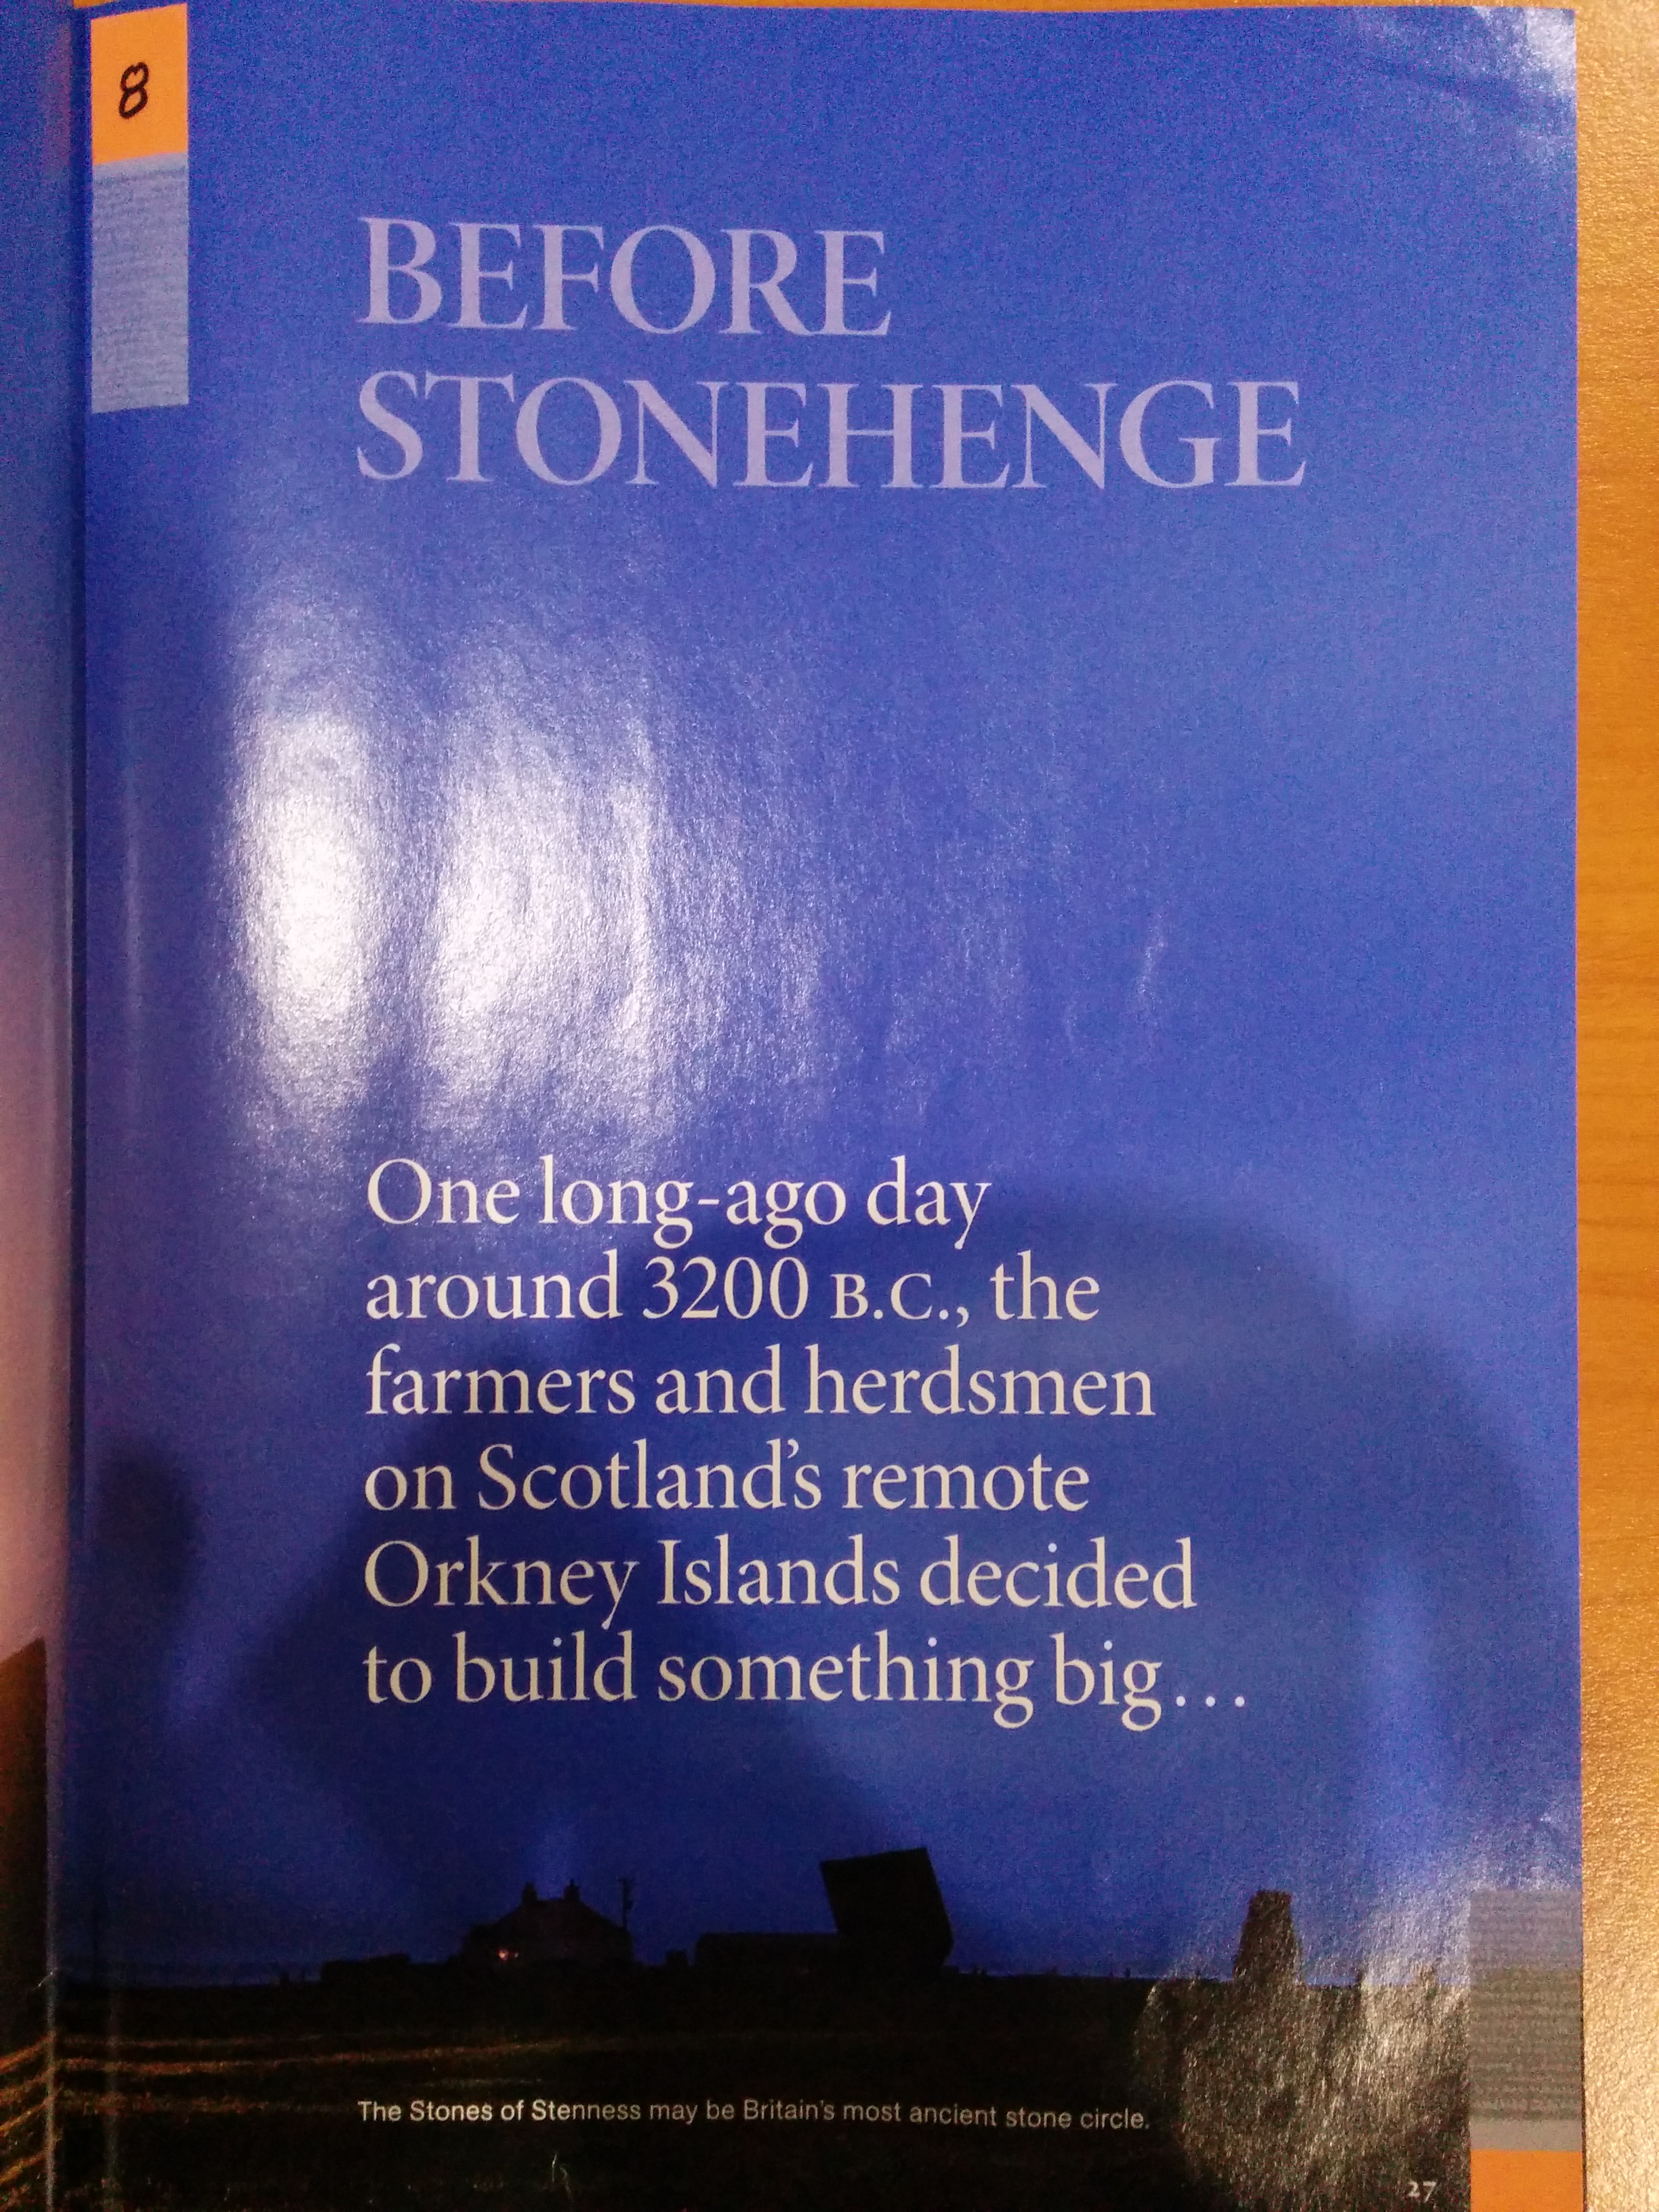 8
BEFORE
STONEHENGE
One long-ago day
around 3200 B.C., the
farmers and herdsmen
on Scotland's remote
Orkney Islands decided
to build something big...
The Stones of Stenness may be Britain's most ancient stone circle.
27